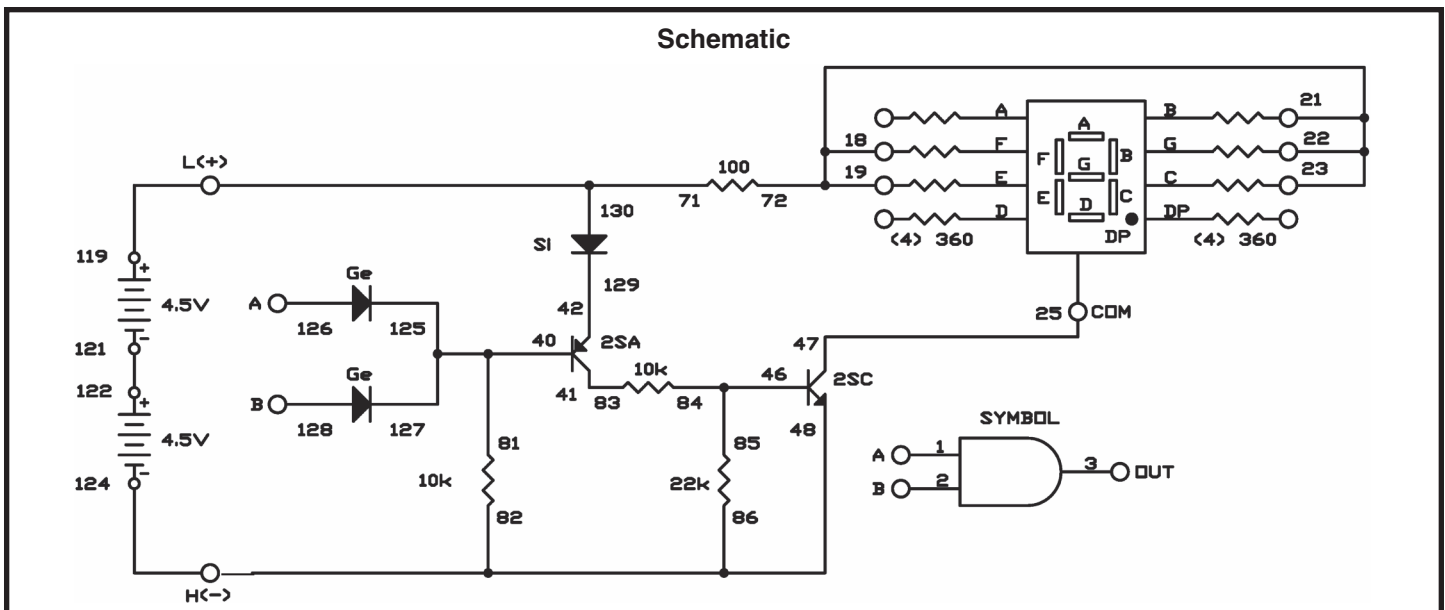 Schematic
21
A A B
18 F 22
F G B G
L(+)
100
19 E 23
E C C
71 72
130
D D DP
(4) 360 DP (4) 360
Si
119 + Ge 129
4.5V A 42 25 COM
126 125
- 40 2SA 47
121
122 + Ge 10k 46 2SC
B 41 83 84
4.5V 128 127 48 SYMBOL
- 81 85 A 1
124 10k 22k 3 OUT
B 2
82 86
H(-)